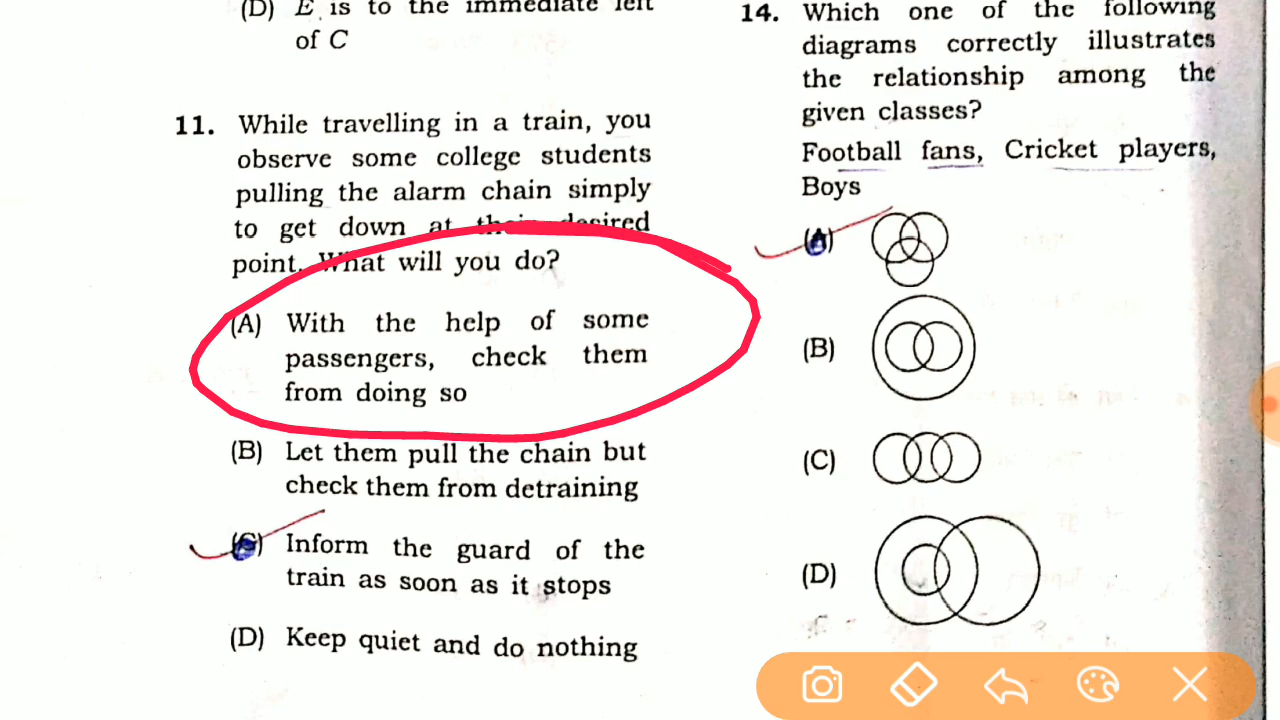 (D) E is to the immediate left
of C
11. While travelling in a train, you
observe some college students
pulling the alarm chain simply
to get down at their desired
point. What will you do?
(A) With the help of some
passengers, check them
from doing so
(B) Let them pull the chain but
check them from detraining
(C) Inform the guard of the
train as soon as it stops
(D) Keep quiet and do nothing
14. Which one of the following
diagrams correctly illustrates
the relationship among the
given classes?
Football fans, Cricket players,
Boys
(A)
(B)
(C)
(D)